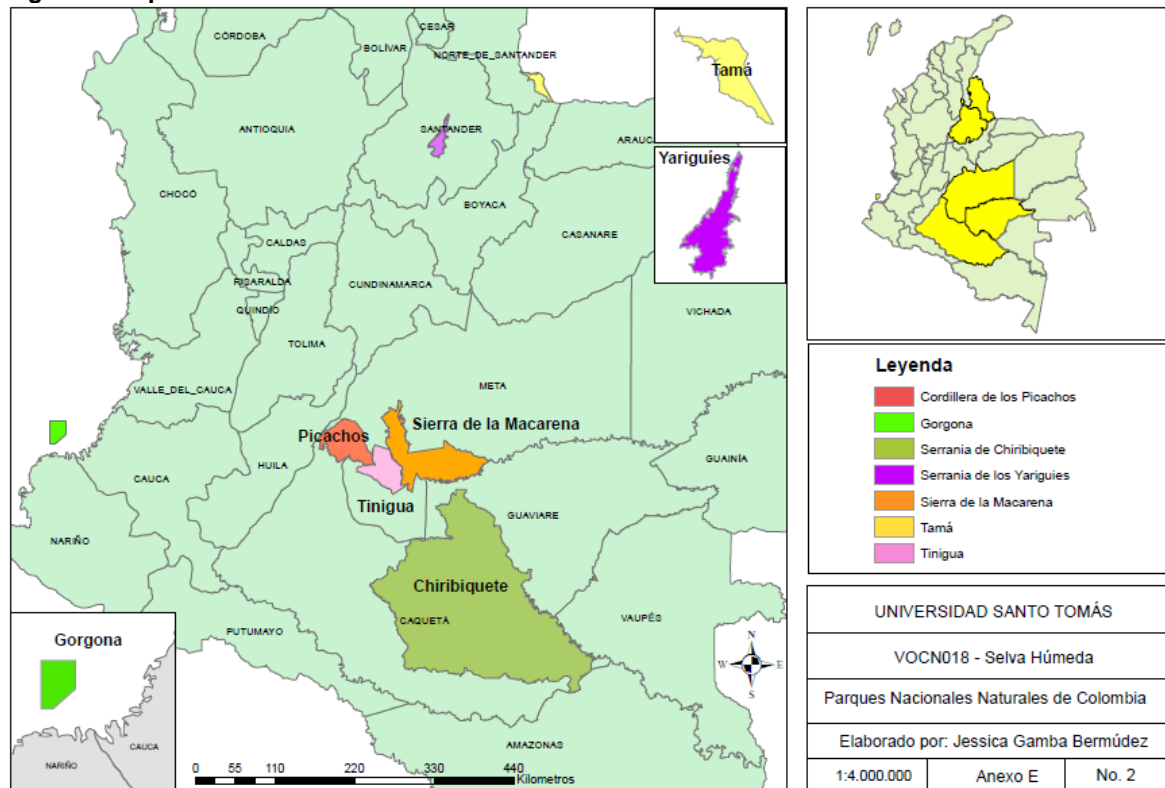 CÓRDOBA
BOLÍVAR
CESAR
NORTE_DE_SANTANDER
Tamá
ANTIOQUIA
SANTANDER
ARAUC
Yariguíes
CHOCÓ
BOYACA
CASANARE
CALDAS
RISARALDA
CUNDINAMARCA
QUINDÍO
VICHADA
TOLIMA
META
VALLE_DEL_CAUCA
Sierra de la Macarena
Picachos
GUAINÍA
HUILA
CAUCA
Tinigua
GUAVIARE
NARIÑO
Chiribiquete
CAQUETÁ
VAUPÉS
PUTUMAYO
Gorgona
N
W
E
S
CAUCA
NARIÑO
AMAZONAS
0 55 110 220 330 440
Kilometros
Leyenda
Cordillera de los Picachos
Gorgona
Serrania de Chiribiquete
Serrania de los Yariguies
Sierra de la Macarena
Tamá
Tinigua
UNIVERSIDAD SANTO TOMÁS
VOCN018 - Selva Húmeda
Parques Nacionales Naturales de Colombia
Elaborado por: Jessica Gamba Bermúdez
1:4.000.000 Anexo E No. 2